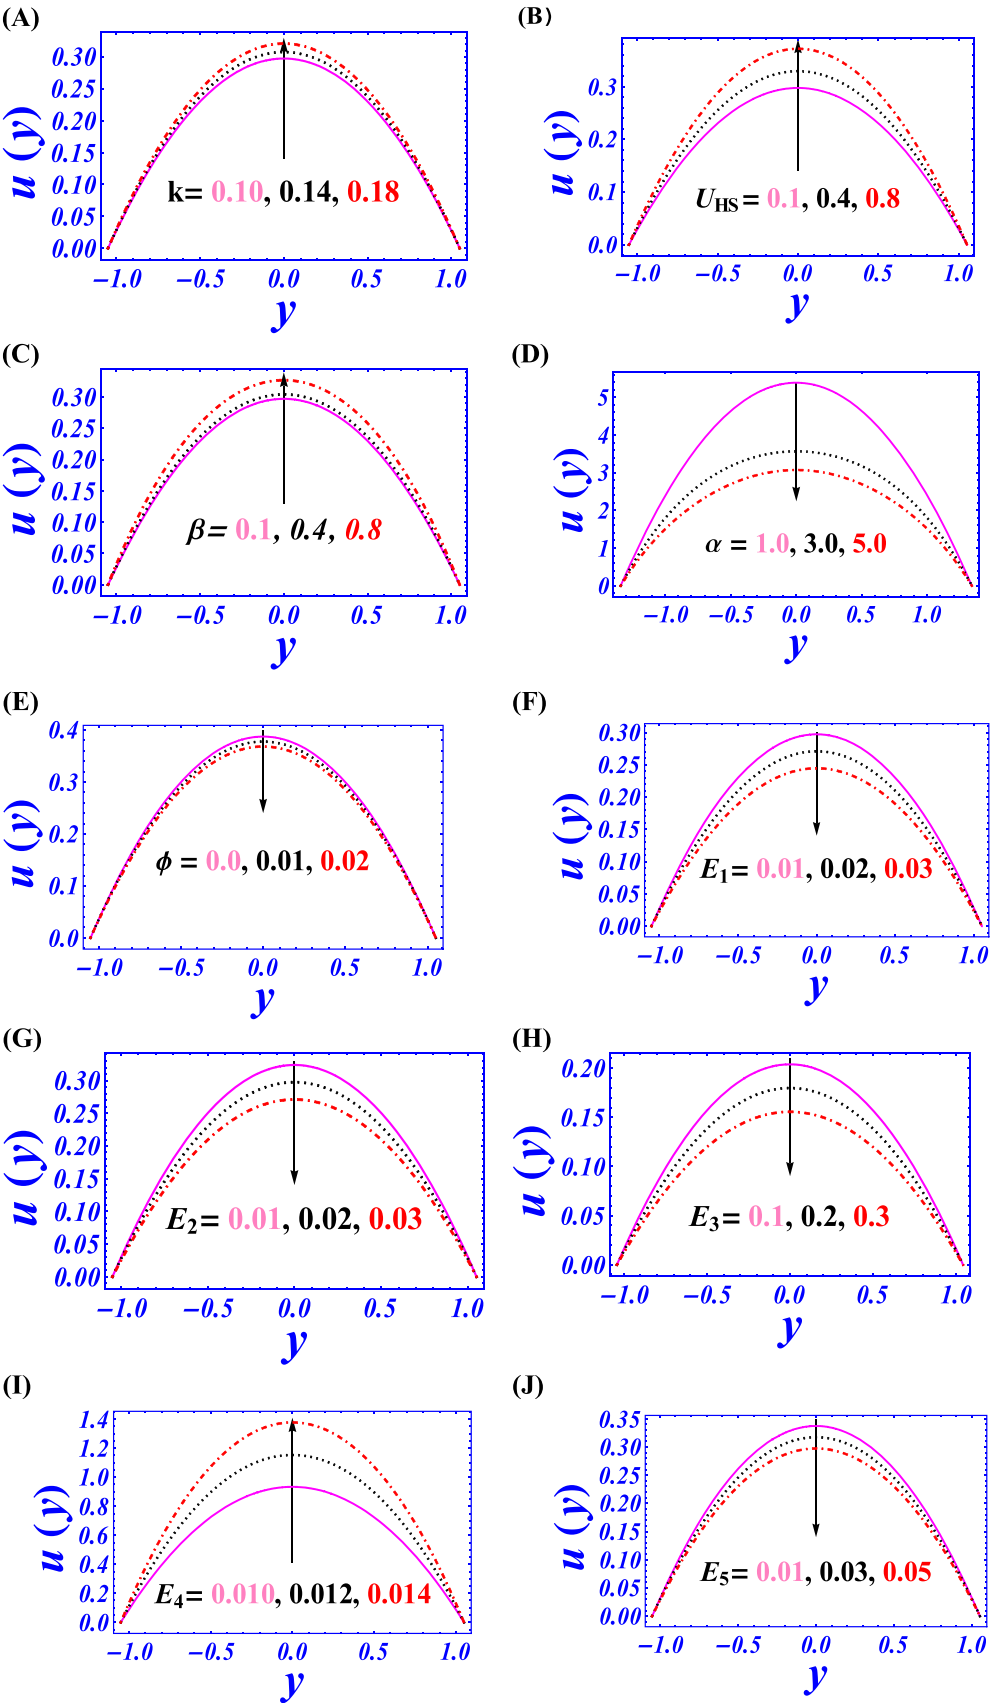 (A)
0.30
0.25
0.20
0.15
0.10
0.05
0.00
u (y)
k= 0.10, 0.14, 0.18
−1.0 −0.5 0.0 0.5 1.0
y
(B)
0.3
0.2
0.1
0.0
u (y)
UHS = 0.1, 0.4, 0.8
−1.0 −0.5 0.0 0.5 1.0
y
(C)
0.30
0.25
0.20
0.15
0.10
0.05
0.00
u (y)
β= 0.1, 0.4, 0.8
−1.0 −0.5 0.0 0.5 1.0
y
(D)
5
4
3
2
1
0
u (y)
α = 1.0, 3.0, 5.0
−1.0 −0.5 0.0 0.5 1.0
y
(E)
0.4
0.3
0.2
0.1
0.0
u (y)
ϕ = 0.0, 0.01, 0.02
−1.0 −0.5 0.0 0.5 1.0
y
(F)
0.30
0.25
0.20
0.15
0.10
0.05
0.00
u (y)
E1= 0.01, 0.02, 0.03
−1.0 −0.5 0.0 0.5 1.0
y
(G)
0.30
0.25
0.20
0.15
0.10
0.05
0.00
u (y)
E2= 0.01, 0.02, 0.03
−1.0 −0.5 0.0 0.5 1.0
y
(H)
0.20
0.15
0.10
0.05
0.00
u (y)
E3= 0.1, 0.2, 0.3
−1.0 −0.5 0.0 0.5 1.0
y
(I)
1.4
1.2
1.0
0.8
0.6
0.4
0.2
0.0
u (y)
E4= 0.010, 0.012, 0.014
−1.0 −0.5 0.0 0.5 1.0
y
(J)
0.35
0.30
0.25
0.20
0.15
0.10
0.05
0.00
u (y)
E5= 0.01, 0.03, 0.05
−1.0 −0.5 0.0 0.5 1.0
y